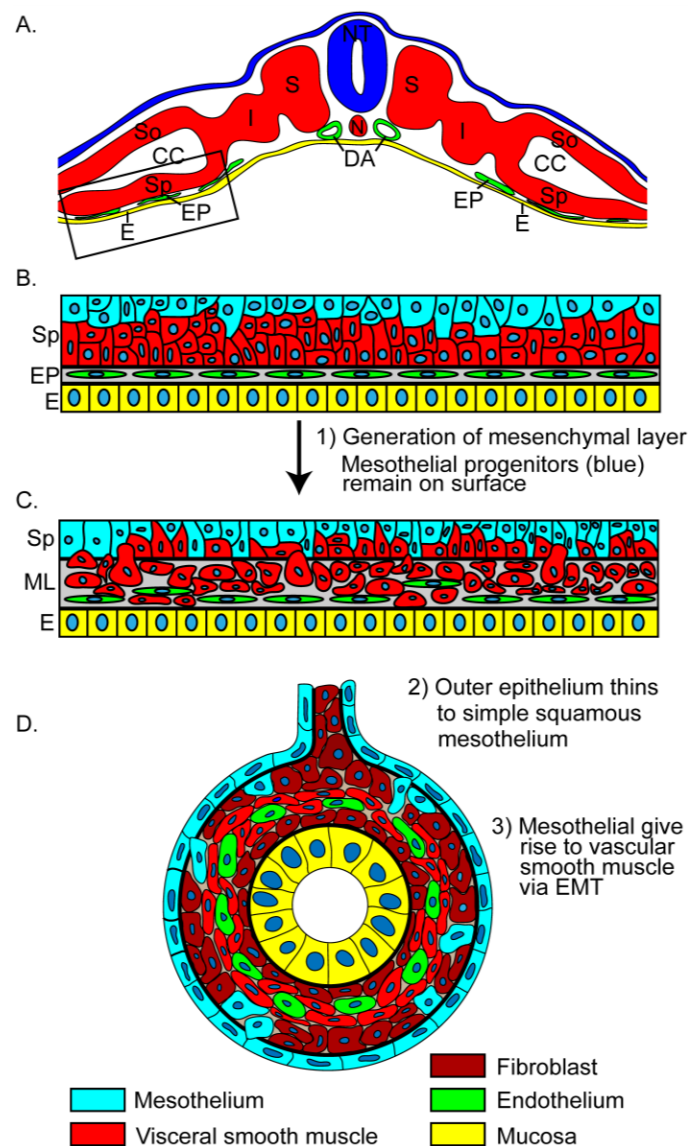 A.
NT
S
S
I
N
I
So
So
CC
CC
DA
Sp
EP
E
EP
Sp
E
B.
Sp
EP
E
1) Generation of mesenchymal layer
Mesothelial progenitors (blue)
remain on surface
C.
Sp
ML
E
2) Outer epithelium thins
to simple squamous
mesothelium
D.
3) Mesothelial give
rise to vascular
smooth muscle
via EMT
Fibroblast
Mesothelium
Endothelium
Visceral smooth muscle
Mucosa